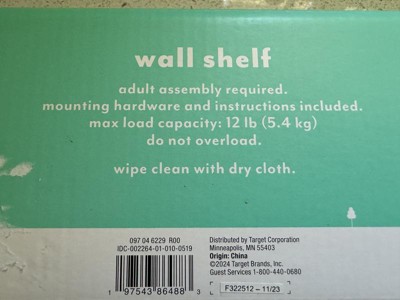 wall shelf
adult assembly required.
mounting hardware and instructions included.
max load capacity: 12 lb (5.4 kg)
do not overload.
wipe clean with dry cloth.
097 04 6229 R00
IDC-002264-01-010-0519
1 97543 86488 3
Distributed by Target Corporation
Minneapolis, MN 55403
Origin: China
©2024 Target Brands, Inc.
Guest Services 1-800-440-0680
F322512 – 11/23